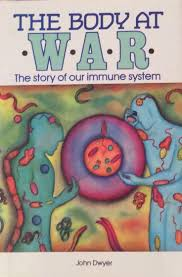 THE BODY AT
·W·A·R·
The story of our immune system
John Dwyer